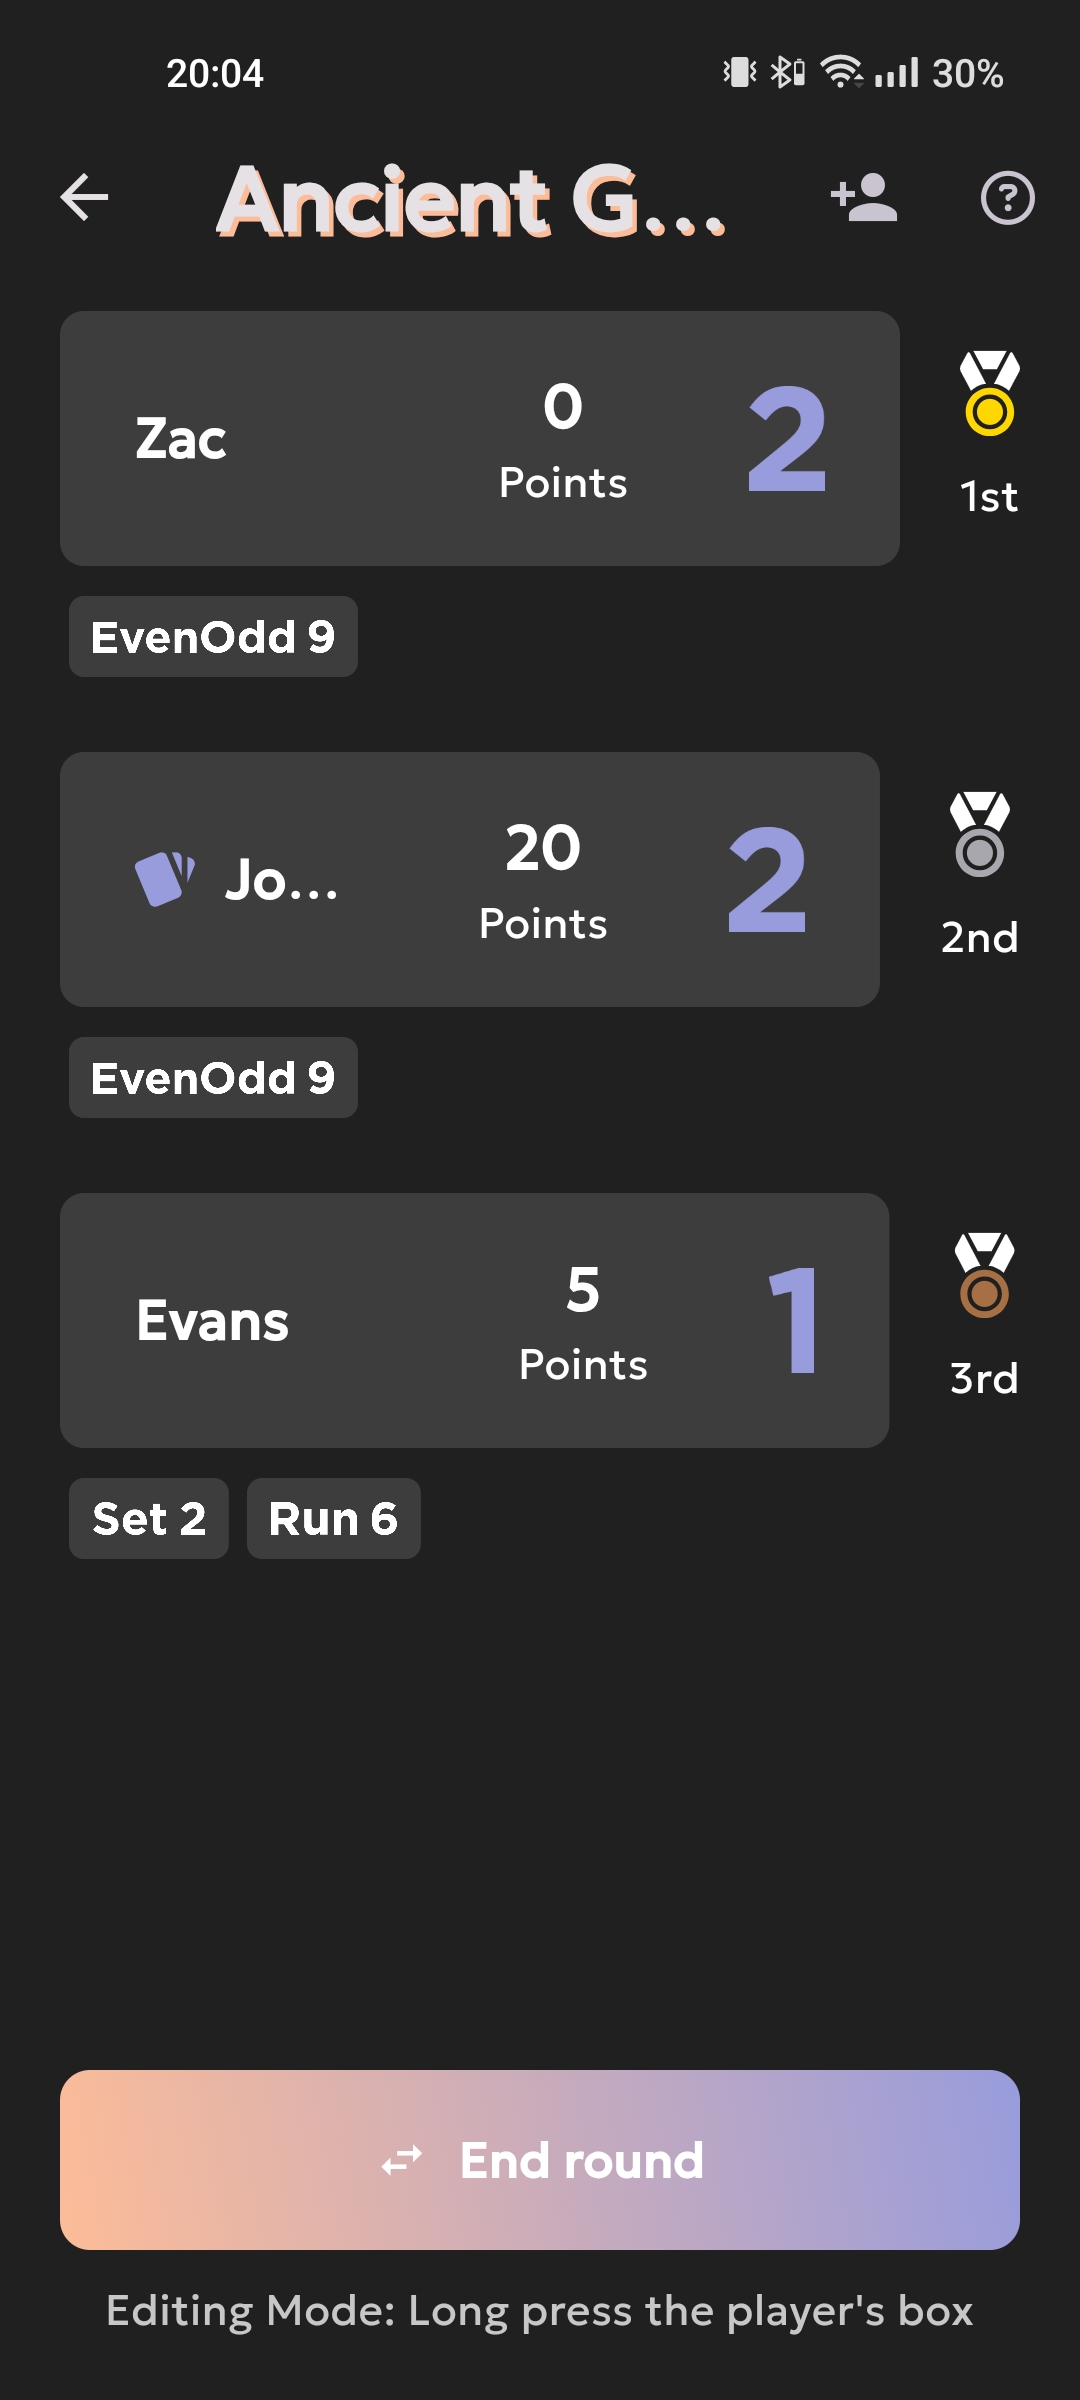 20:04 30%
Ancient G...
Zac
0
Points
2
1st
EvenOdd 9
Jo...
20
Points
2
2nd
EvenOdd 9
Evans
5
Points
1
3rd
Set 2 Run 6
End round
Editing Mode: Long press the player's box